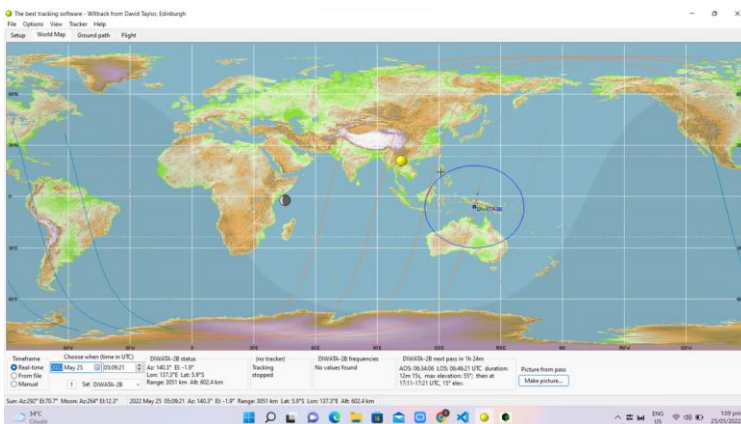 The best tracking software - WXtrack from David Taylor, Edinburgh
File Options View Tracker Help
Setup World Map Ground path Flight
DIWATA-2B
Timeframe
Real-time
From file
Manual
Choose when (time in UTC)
2022 May 25 05:09:21
1 Sat DIWATA-2B
DIWATA-2B status
Az: 140.3° El: -1.9°
Lon: 137.3°E Lat: 5.9°S
Range: 3051 km Alt: 602.4 km
(no tracker)
Tracking
stopped
DIWATA-2B frequencies
No values found
DIWATA-2B next pass in 1h 24m
AOS: 06:34:06 LOS: 06:46:21 UTC duration:
12m 15s, max elevation: 55°; then at
17:11-17:21 UTC, 15° elev.
Picture from pass
Make picture...
Sun: Az:292° El:70.7° Moon: Az:264° El:12.3° 2022 May 25 05:09:21 Az: 140.3° El: -1.9° Range: 3051 km Lat: 5.9°S Lon: 137.3°E Alt: 602.4 km
34°C
Cloudy
ENG
US
1:09 pm
25/05/2022